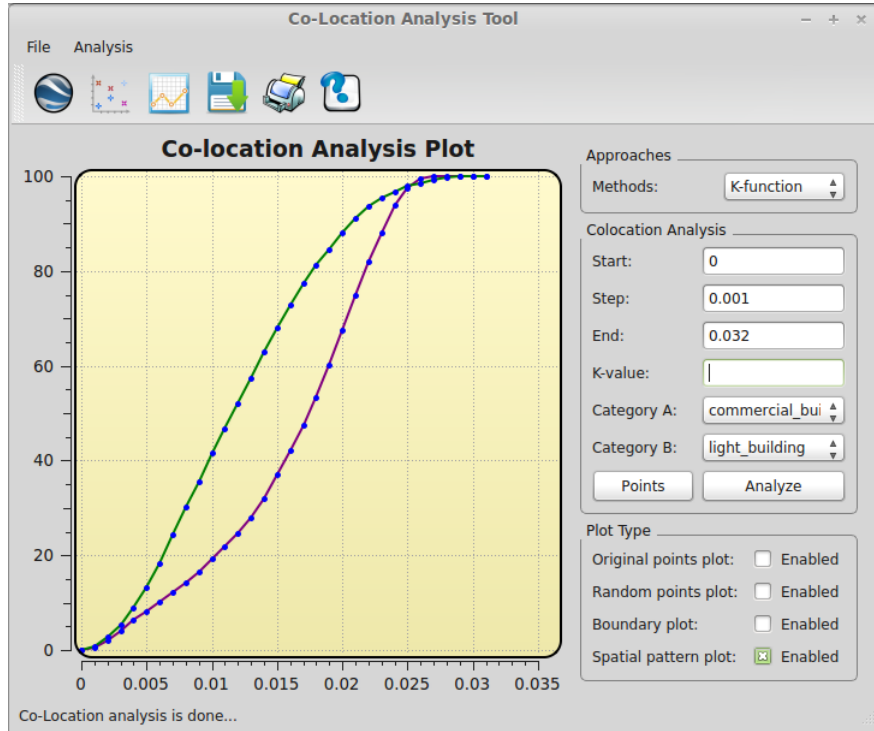 Co-Location Analysis Tool
File Analysis
Co-location Analysis Plot
100
80
60
40
20
0
0 0.005 0.01 0.015 0.02 0.025 0.03 0.035
Approaches
Methods: K-function
Colocation Analysis
Start: 0
Step: 0.001
End: 0.032
K-value:
Category A: commercial_bui
Category B: light_building
Points Analyze
Plot Type
Original points plot: Enabled
Random points plot: Enabled
Boundary plot: Enabled
Spatial pattern plot: Enabled
Co-Location analysis is done...